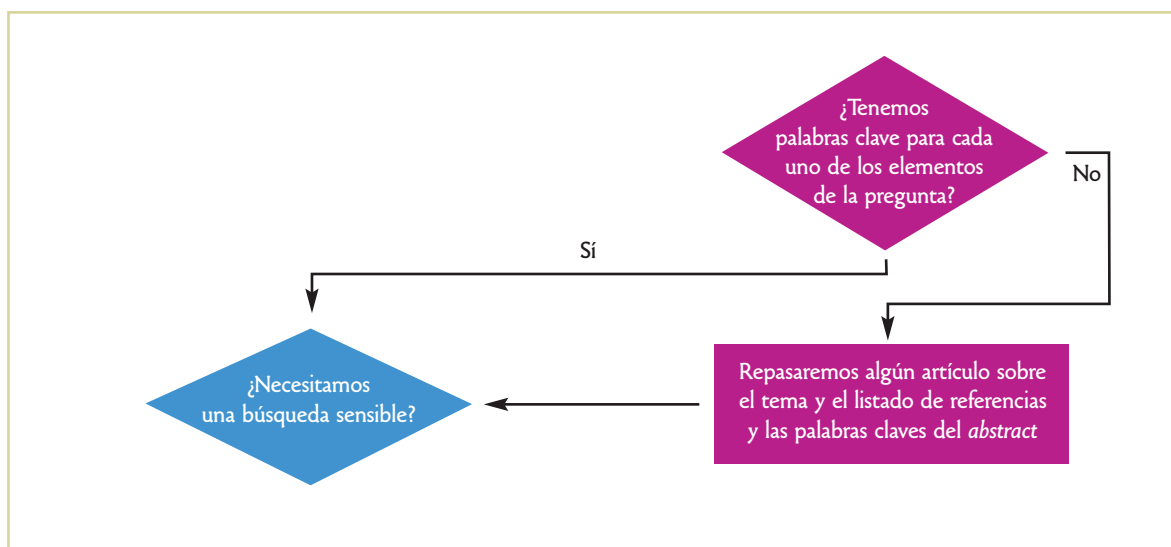 ¿Tenemos
palabras clave para cada
uno de los elementos
de la pregunta?
No
Sí
¿Necesitamos
una búsqueda sensible?
Repasaremos algún artículo sobre
el tema y el listado de referencias
y las palabras claves del abstract